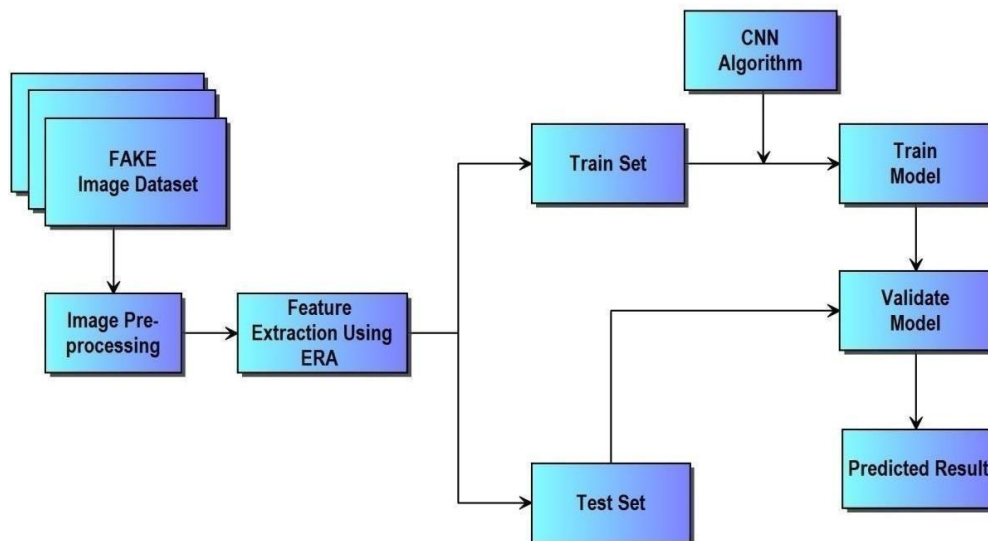 CNN
Algorithm
FAKE
Image Dataset
Train Set
Train
Model
Image Pre-
processing
Feature
Extraction Using
ERA
Validate
Model
Test Set
Predicted Result